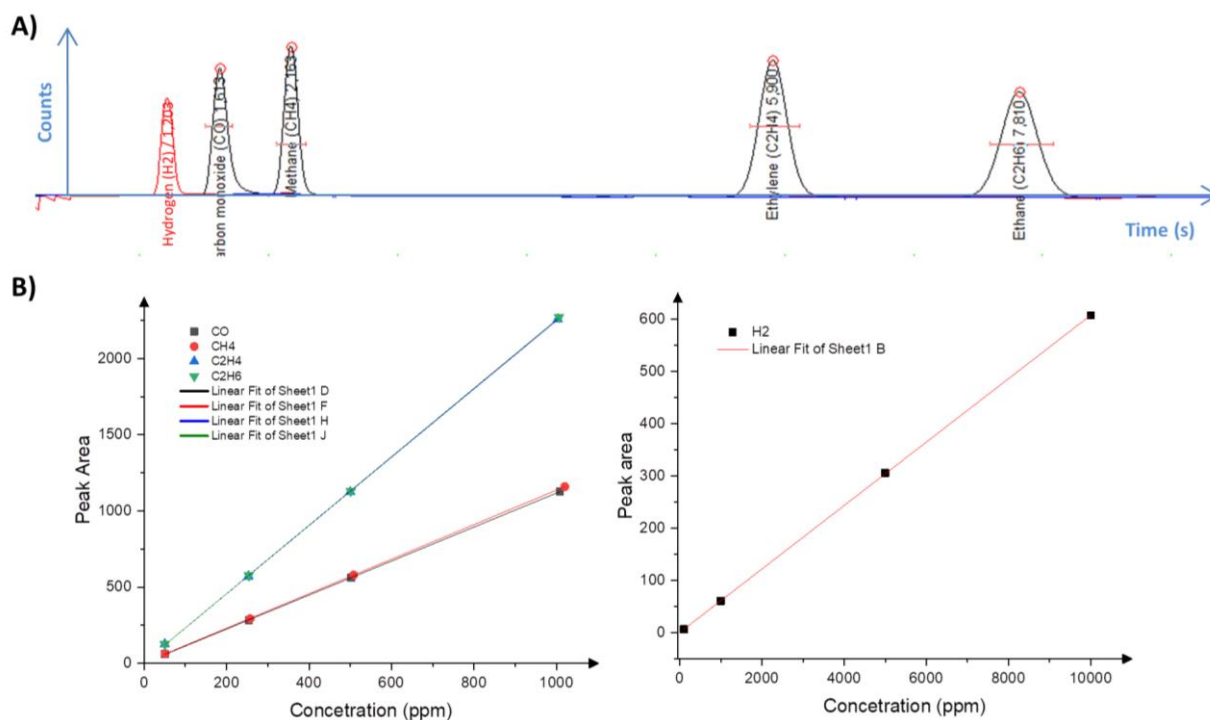 A)
Counts
Hydrogen (H2) / 1,203
arbon monoxide (CO) 1,613
Methane (CH4) 2,163
Ethylene (C2H4) 5,900
Ethane (C2H6) 7,810
Time (s)
B)
Peak Area
2000
1500
1000
500
0
CO
CH4
C2H4
C2H6
Linear Fit of Sheet1 D
Linear Fit of Sheet1 F
Linear Fit of Sheet1 H
Linear Fit of Sheet1 J
0 200 400 600 800 1000
Concetration (ppm)
Peak area
600
500
400
300
200
100
0
H2
Linear Fit of Sheet1 B
0 2000 4000 6000 8000 10000
Concetration (ppm)